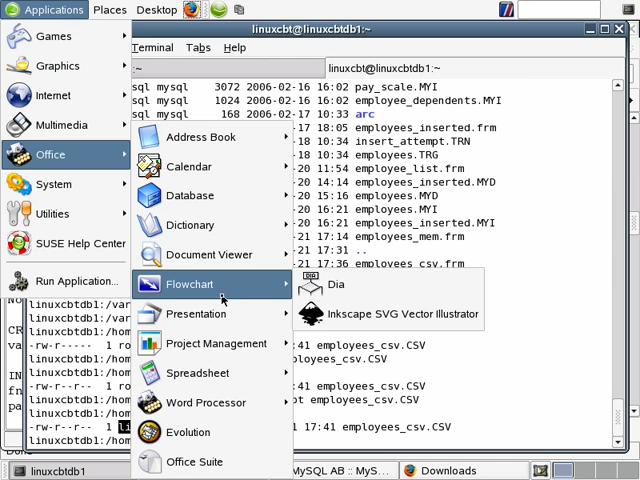 Applications Places Desktop
linuxcbt@linuxcbtdb1:~
Terminal Tabs Help
:~ linuxcbt@linuxcbtdb1:~
Games
Graphics
Internet
Multimedia
Office
System
Utilities
SUSE Help Center
Run Application...
Address Book
Calendar
Database
Dictionary
Document Viewer
Flowchart
Presentation
Project Management
Spreadsheet
Word Processor
Evolution
Office Suite
Dia
Inkscape SVG Vector Illustrator
sql mysql 3072 2006-02-16 16:02 pay_scale.MYI
sql mysql 1024 2006-02-16 16:02 employee_dependents.MYI
sql mysql 168 2006-02-17 10:33 arc
-17 18:05 employees_inserted.frm
-18 10:34 insert_attempt.TRN
-18 10:34 employees.TRG
-20 11:54 employee_list.frm
-20 14:14 employees_inserted.MYD
-20 15:16 employees.MYD
-20 16:21 employees.MYI
-20 16:21 employees_inserted.MYI
-21 17:14 employees_mem.frm
-21 17:31 ..
-21 17:36 employees_csv.frm
linuxcbtdb1:/var
linuxcbtdb1:/var
linuxcbtdb1:/hom
-rw-r----- 1 ro :41 employees_csv.CSV
linuxcbtdb1:/hom ployees_csv.CSV
linuxcbtdb1:/hom
-rw-r--r-- 1 ro :41 employees_csv.CSV
linuxcbtdb1:/hom pt employees_csv.CSV
linuxcbtdb1:/hom
-rw-r--r-- 1 li 1 17:41 employees_csv.CSV
linuxcbtdb1:/hom
CR
va
IN
fn
pa
linuxcbtdb1 MySQL AB :: MyS... Downloads